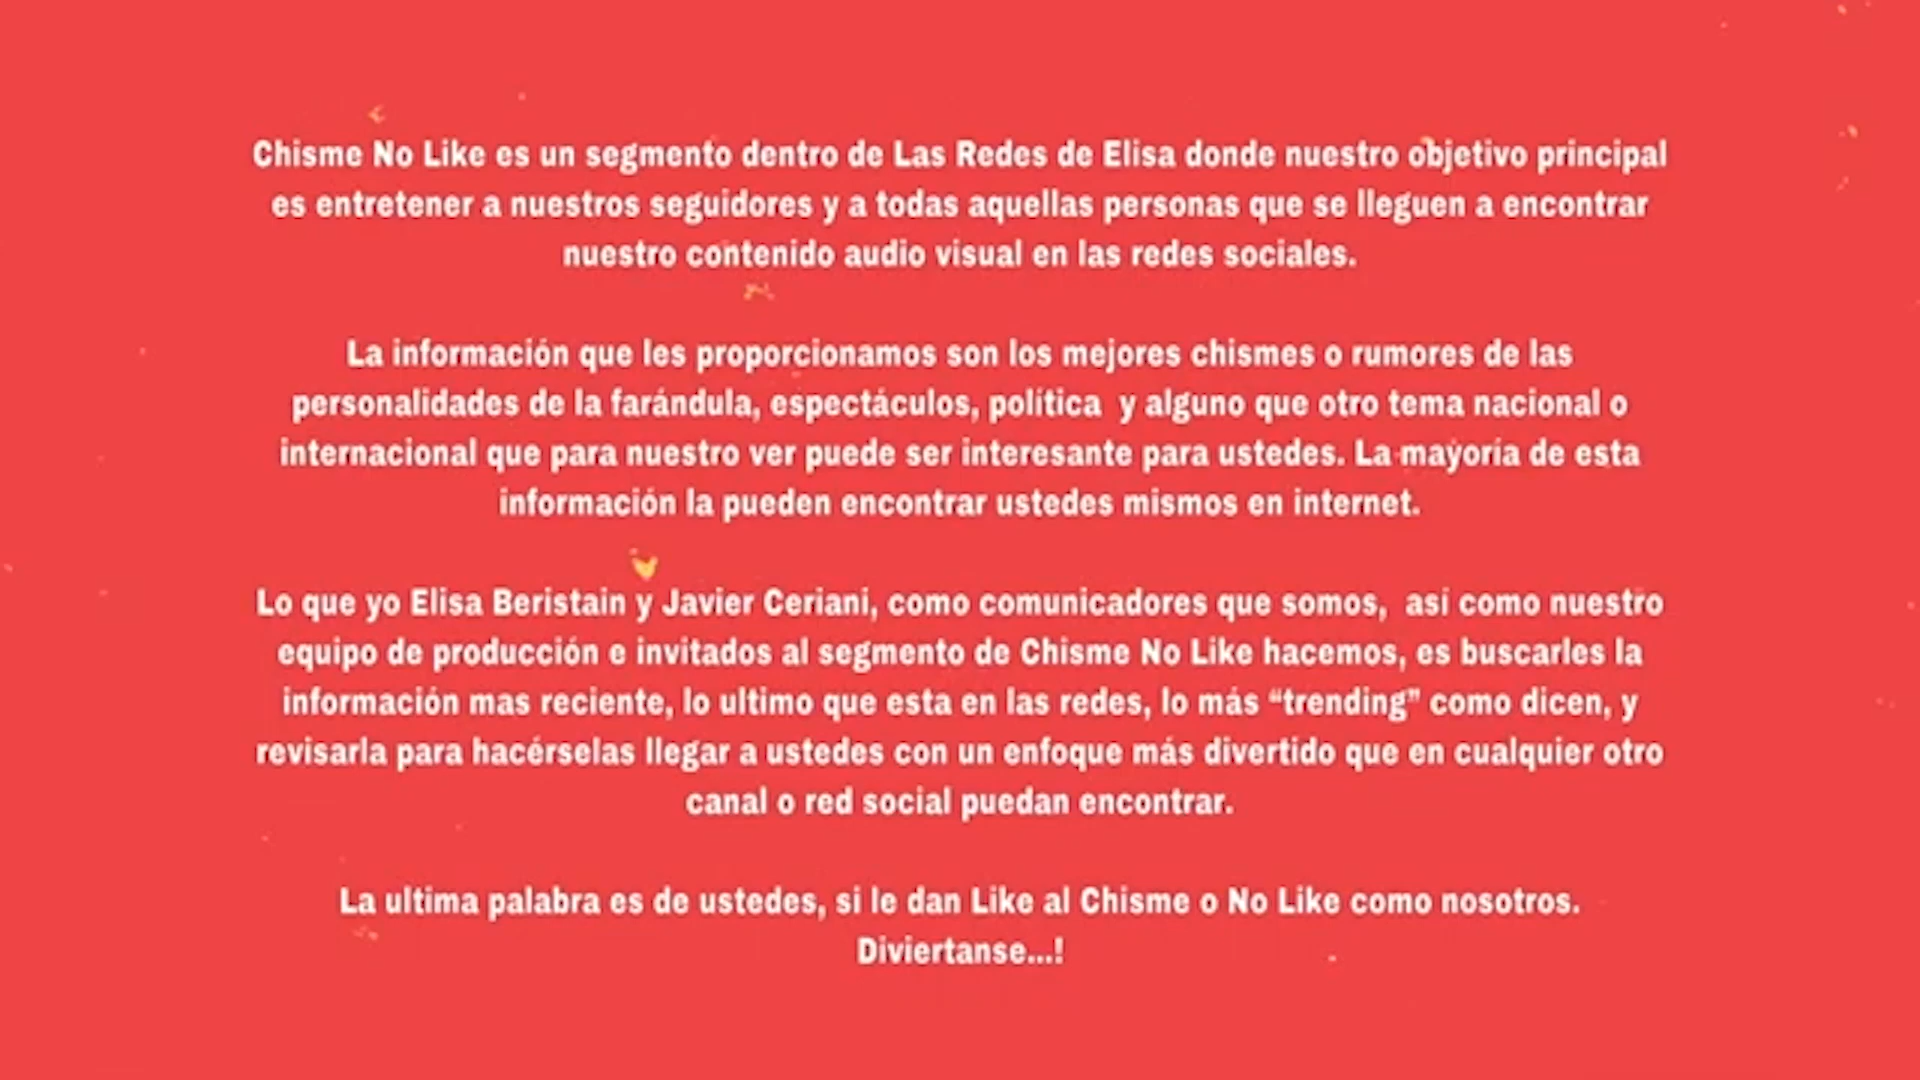 Chisme No Like es un segmento dentro de Las Redes de Elisa donde nuestro objetivo principal
es entretener a nuestros seguidores y a todas aquellas personas que se lleguen a encontrar
nuestro contenido audio visual en las redes sociales.
La información que les proporcionamos son los mejores chismes o rumores de las
personalidades de la farándula, espectáculos, política y alguno que otro tema nacional o
internacional que para nuestro ver puede ser interesante para ustedes. La mayoría de esta
información la pueden encontrar ustedes mismos en internet.
Lo que yo Elisa Beristain y Javier Ceriani, como comunicadores que somos, así como nuestro
equipo de producción e invitados al segmento de Chisme No Like hacemos, es buscarles la
información mas reciente, lo ultimo que esta en las redes, lo más “trending” como dicen, y
revisarla para hacérselas llegar a ustedes con un enfoque más divertido que en cualquier otro
canal o red social puedan encontrar.
La ultima palabra es de ustedes, si le dan Like al Chisme o No Like como nosotros.
Diviertanse...!